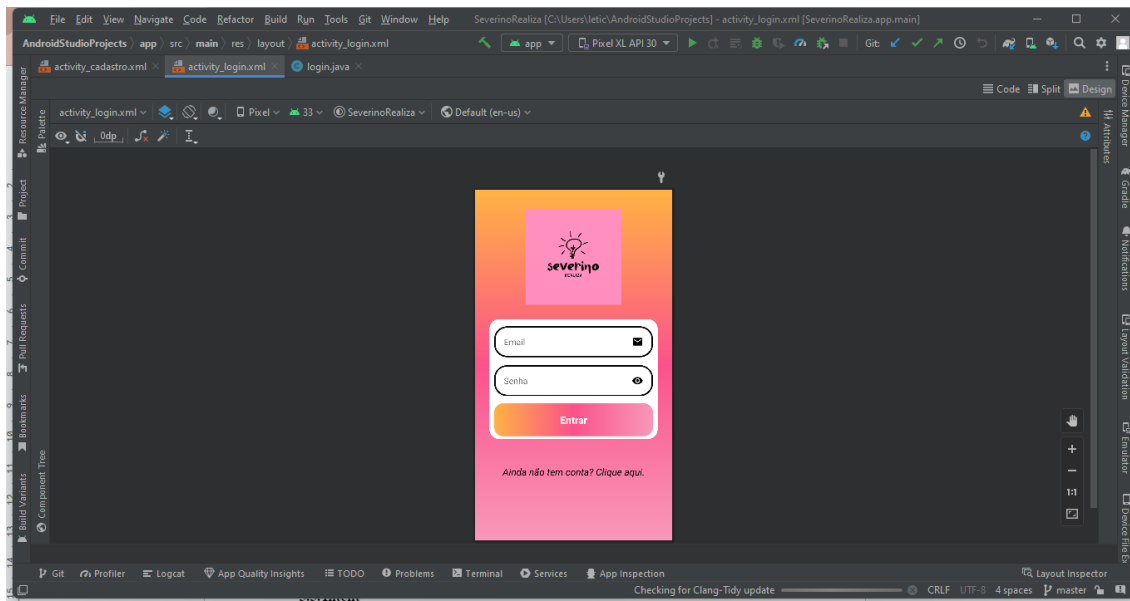 File Edit View Navigate Code Refactor Build Run Tools Git Window Help SeverinoRealiza [C:\Users\letic\AndroidStudioProjects] - activity_login.xml [SeverinoRealiza.app.main]
AndroidStudioProjects app src main res layout activity_login.xml app Pixel XL API 30 Git:
activity_cadastro.xml activity_login.xml login.java
Code Split Design
activity_login.xml Pixel 33 SeverinoRealiza Default (en-us)
0dp
Resource Manager
Project
Commit
Pull Requests
Bookmarks
Build Variants
Palette
Component Tree
severino
Email
Senha
Entrar
Ainda não tem conta? Clique aqui.
1:1
Attributes
Device Manager
Gradle
Notifications
Layout Validation
Emulator
Device File Ex
Git Profiler Logcat App Quality Insights TODO Problems Terminal Services App Inspection Layout Inspector
Checking for Clang-Tidy update CRLF UTF-8 4 spaces master